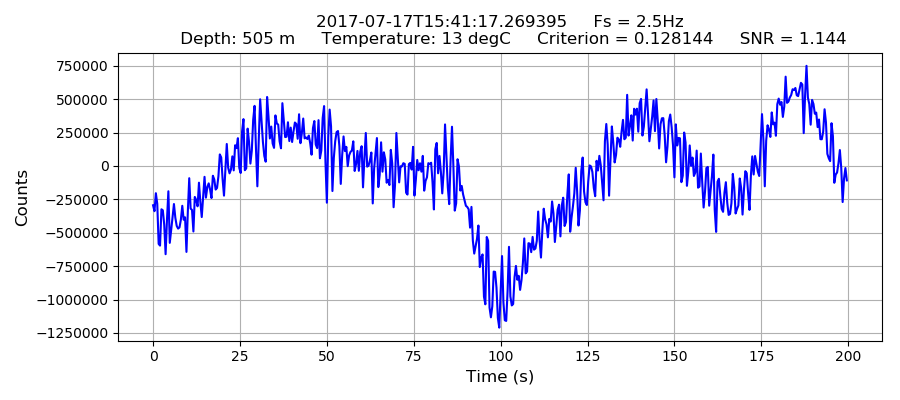 2017-07-17T15:41:17.269395 Fs = 2.5Hz
Depth: 505 m Temperature: 13 degC Criterion = 0.128144 SNR = 1.144
750000
500000
250000
0
−250000
−500000
−750000
−1000000
−1250000
Counts
0 25 50 75 100 125 150 175 200
Time (s)